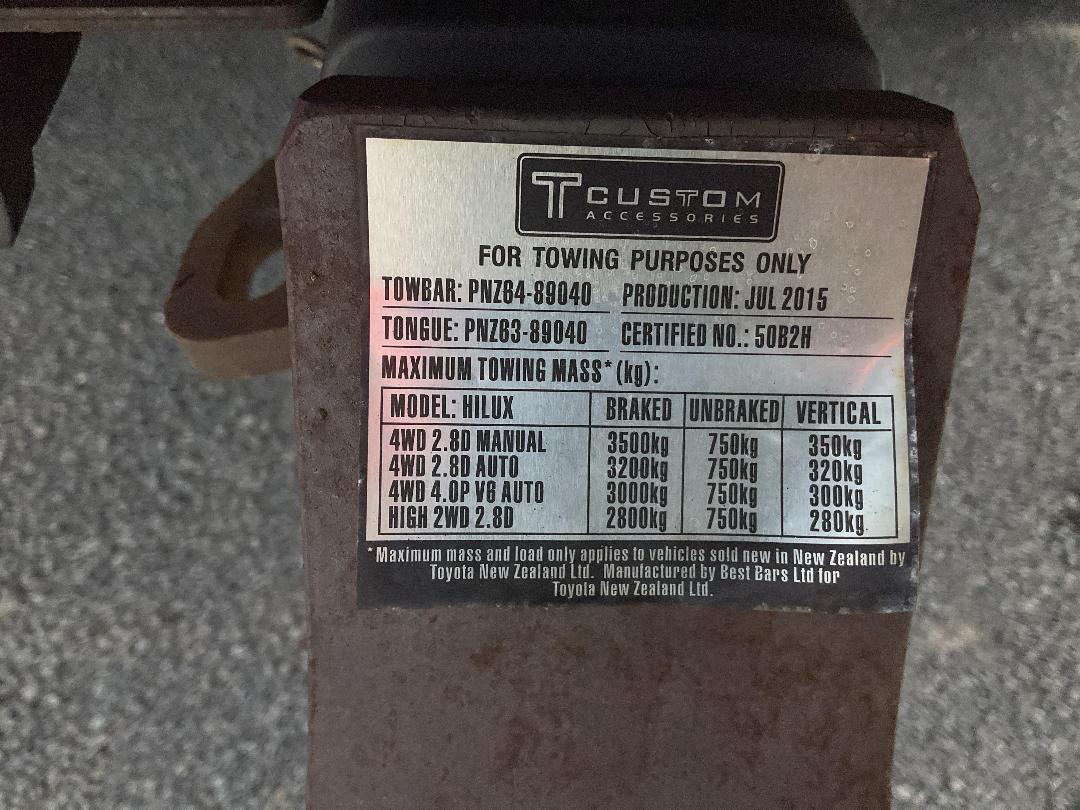 T CUSTOM
ACCESSORIES
FOR TOWING PURPOSES ONLY
TOWBAR: PNZ64-89040 PRODUCTION: JUL 2015
TONGUE: PNZ63-89040 CERTIFIED NO.: 50B2H
MAXIMUM TOWING MASS* (kg):
MODEL: HILUX BRAKED UNBRAKED VERTICAL
4WD 2.8D MANUAL 3500kg 750kg 350kg
4WD 2.8D AUTO 3200kg 750kg 320kg
4WD 4.0P V6 AUTO 3000kg 750kg 300kg
HIGH 2WD 2.8D 2800kg 750kg 280kg
*Maximum mass and load only applies to vehicles sold new in New Zealand by
Toyota New Zealand Ltd. Manufactured by Best Bars Ltd for
Toyota New Zealand Ltd.